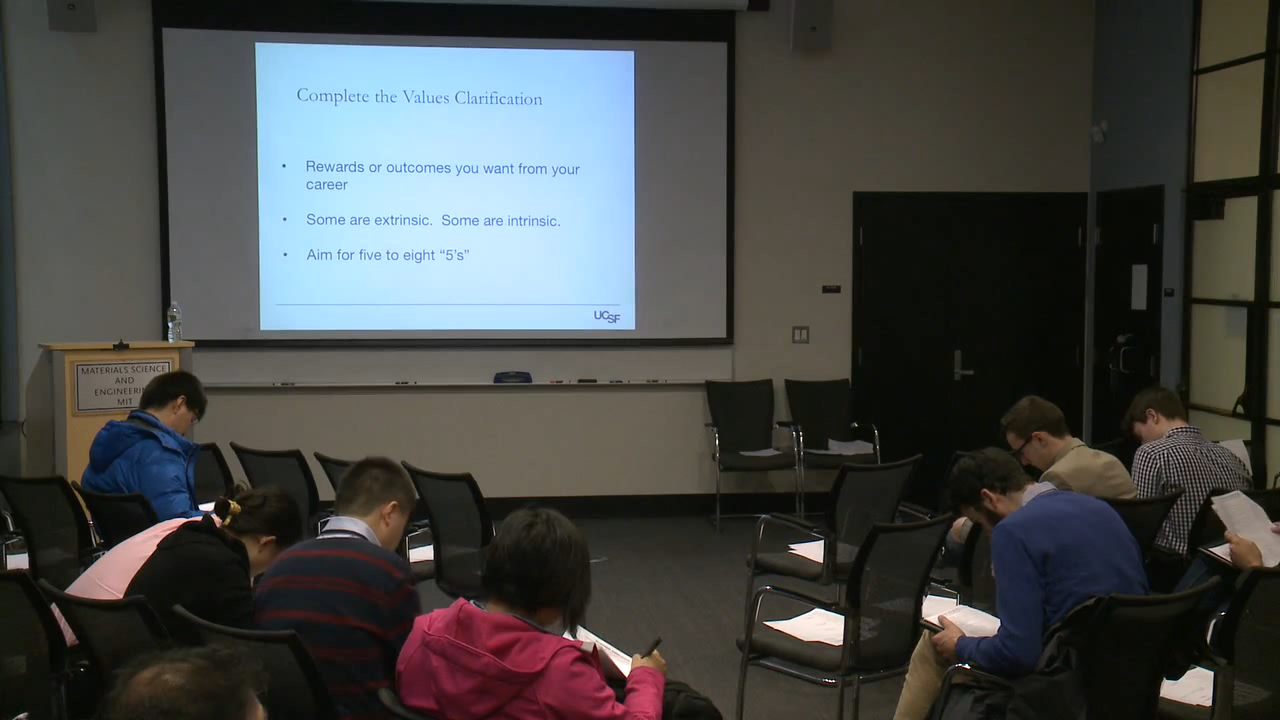 Complete the Values Clarification
• Rewards or outcomes you want from your
career
• Some are extrinsic.  Some are intrinsic.
• Aim for five to eight “5’s”
UCSF
MATERIALS SCIENCE
AND
ENGINEERING
MIT